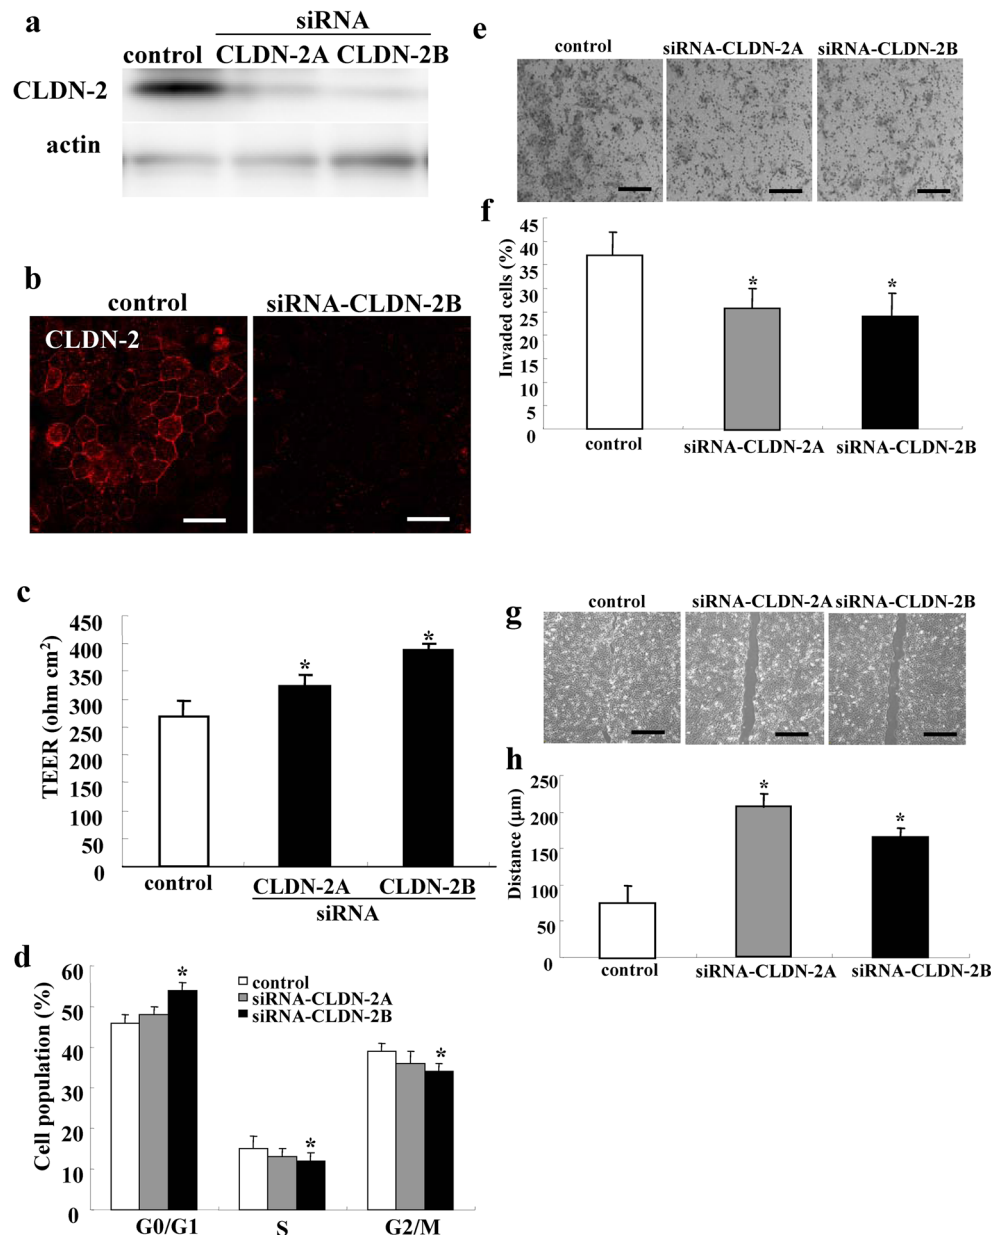 a
siRNA
control CLDN-2A CLDN-2B
CLDN-2
actin
b
control siRNA-CLDN-2B
CLDN-2
c
TEER (ohm cm²)
450
400
350
300
250
200
150
100
50
0
control CLDN-2A CLDN-2B
siRNA
d
Cell population (%)
60
50
40
30
20
10
0
control
siRNA-CLDN-2A
siRNA-CLDN-2B
*
*
*
G0/G1 S G2/M
e
control siRNA-CLDN-2A siRNA-CLDN-2B
f
Invaded cells (%)
45
40
35
30
25
20
15
10
5
0
*
*
control siRNA-CLDN-2A siRNA-CLDN-2B
g
control siRNA-CLDN-2A siRNA-CLDN-2B
h
Distance (μm)
250
200
150
100
50
0
*
*
control siRNA-CLDN-2A siRNA-CLDN-2B